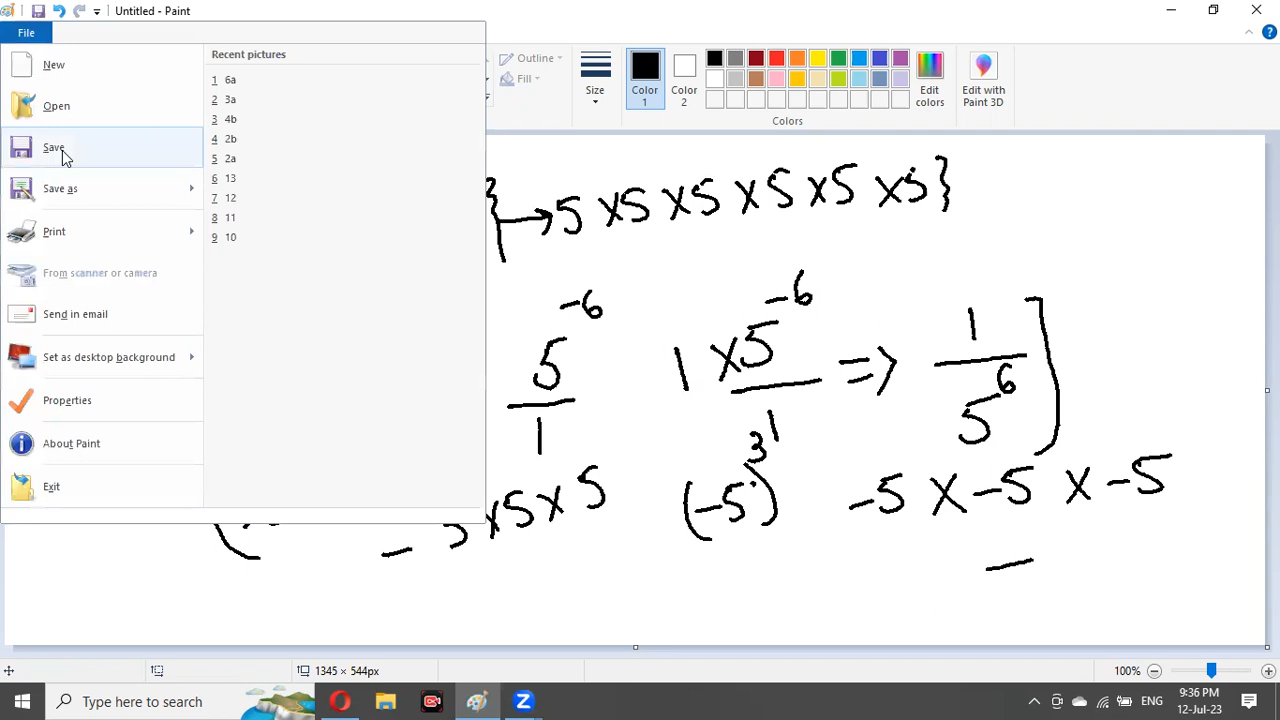 Untitled - Paint
File
New
Open
Save
Save as
Print
From scanner or camera
Send in email
Set as desktop background
Properties
About Paint
Exit
Recent pictures
1 6a
2 3a
3 4b
4 2b
5 2a
6 13
7 12
8 11
9 10
Outline
Fill
Size
Color 1
Color 2
Edit colors
Edit with Paint 3D
Colors
} → 5 x5 x5 x5 x5 x5}
5^-6/1 1 x5^-6/1 => 1/5^6 ]
5 x5 x5 (-5)^3 -5 x -5 x -5
1345 × 544px
100%
Type here to search
ENG
9:36 PM
12-Jul-23